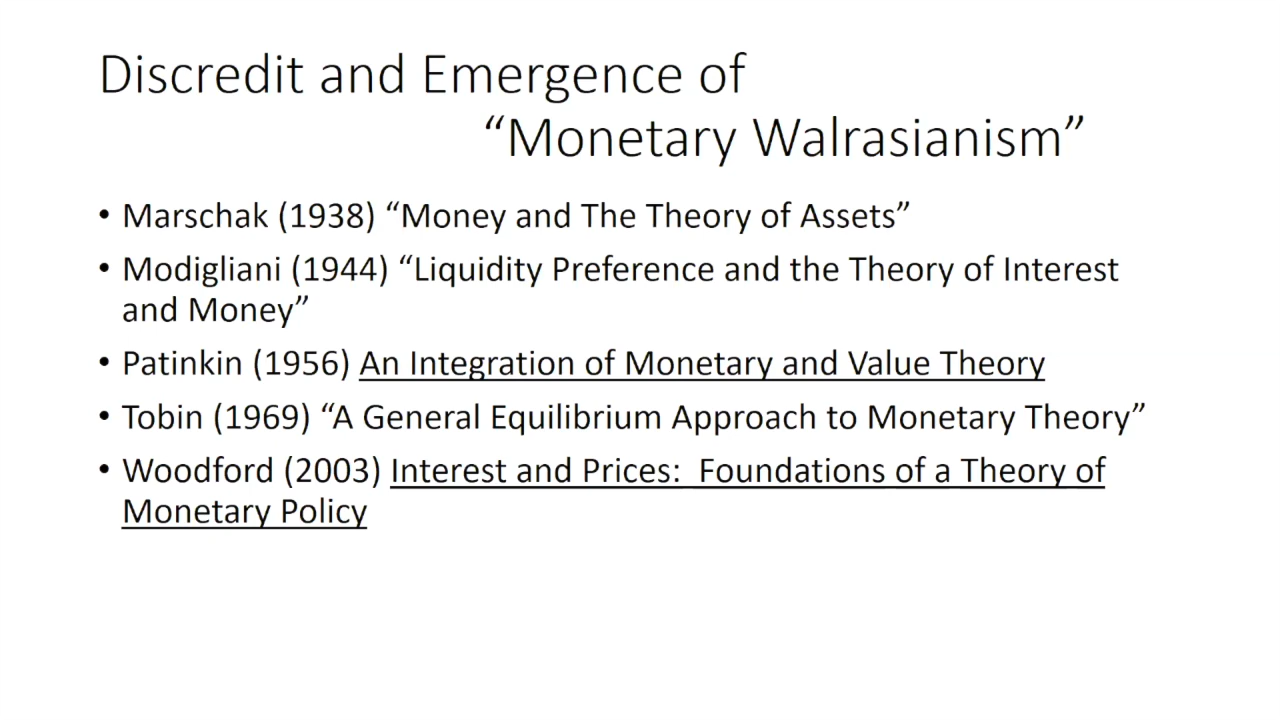 Discredit and Emergence of
“Monetary Walrasianism”
• Marschak (1938) “Money and The Theory of Assets”
• Modigliani (1944) “Liquidity Preference and the Theory of Interest
and Money”
• Patinkin (1956) An Integration of Monetary and Value Theory
• Tobin (1969) “A General Equilibrium Approach to Monetary Theory”
• Woodford (2003) Interest and Prices:  Foundations of a Theory of
Monetary Policy